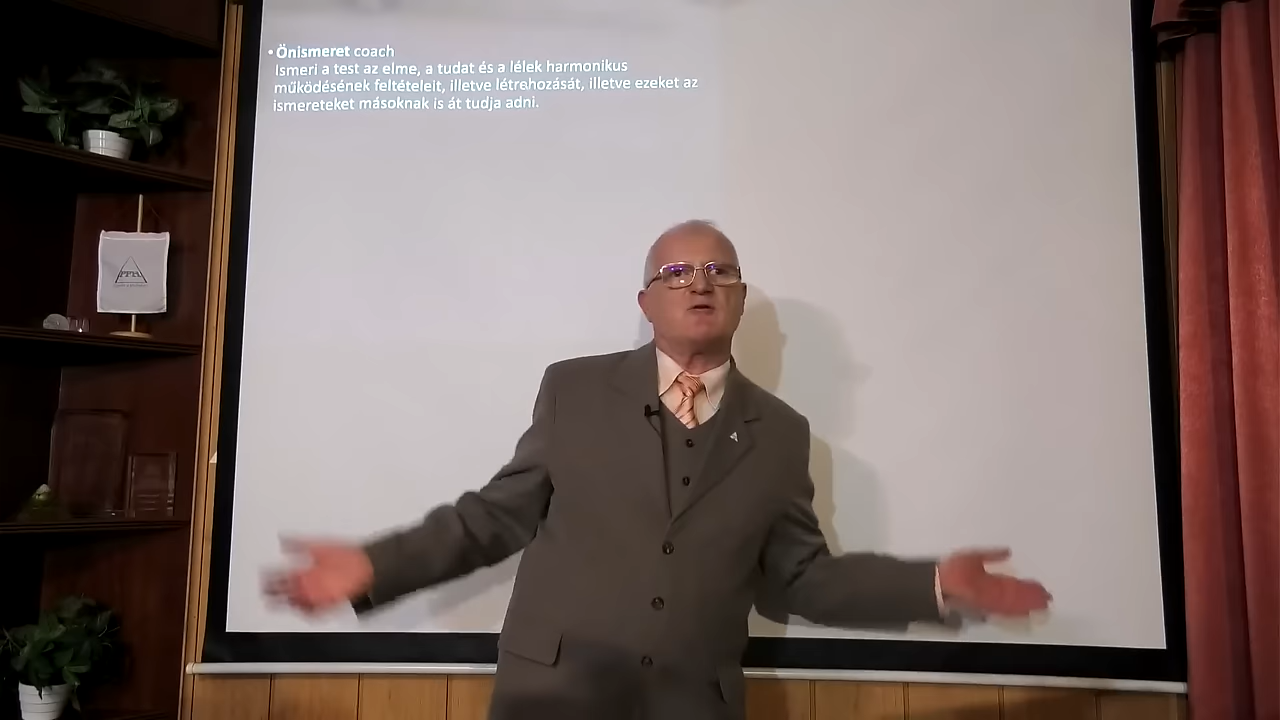 • Önismeret coach
Ismeri a test az elme, a tudat és a lélek harmonikus
működésének feltételeit, illetve létrehozását, illetve ezeket az
ismereteket másoknak is át tudja adni.